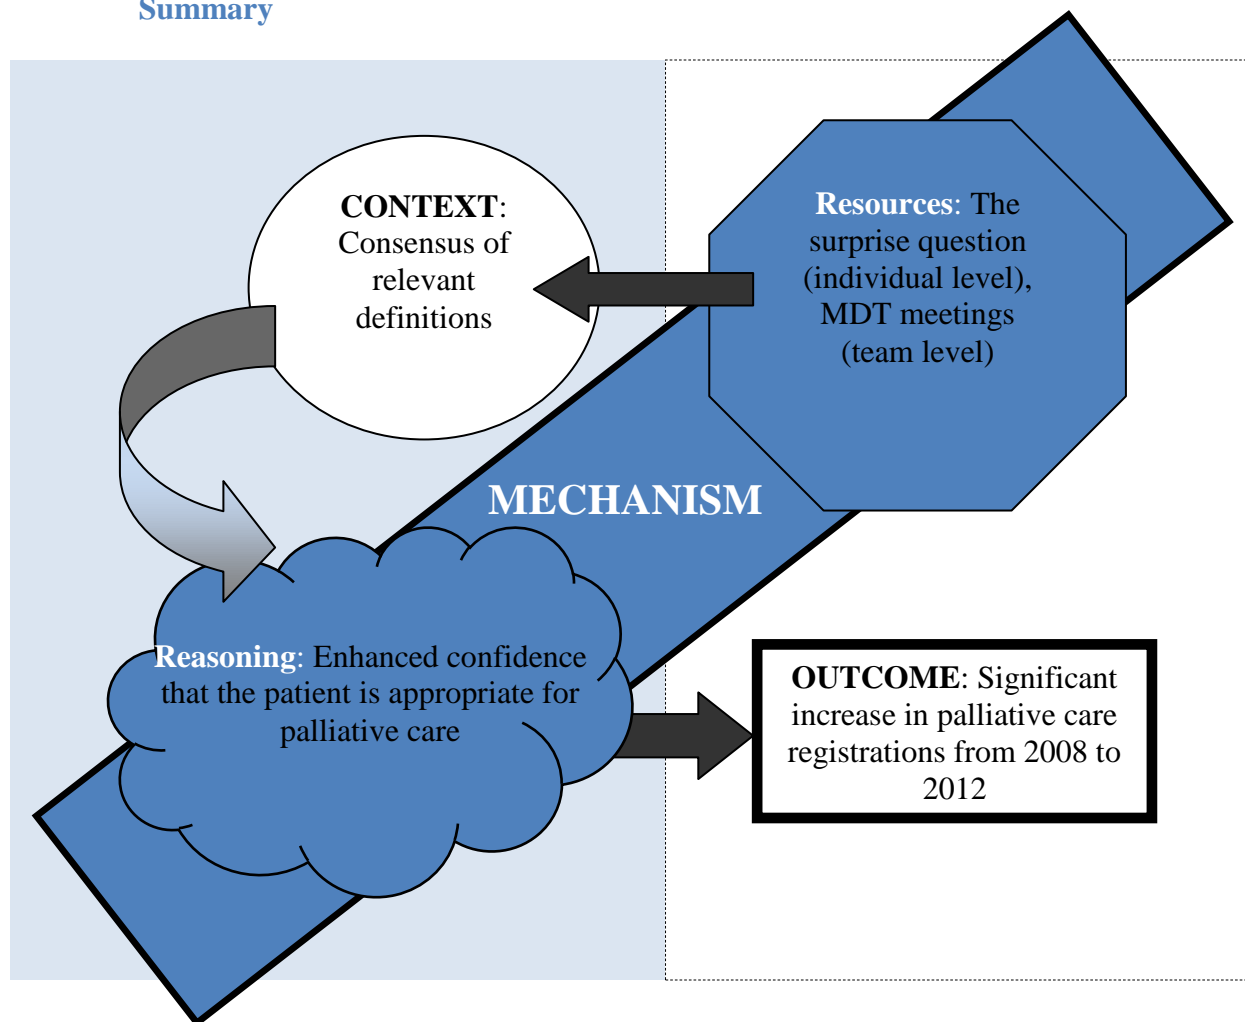 Summary
CONTEXT:
Consensus of
relevant
definitions
Resources: The
surprise question
(individual level),
MDT meetings
(team level)
MECHANISM
Reasoning: Enhanced confidence
that the patient is appropriate for
palliative care
OUTCOME: Significant
increase in palliative care
registrations from 2008 to
2012